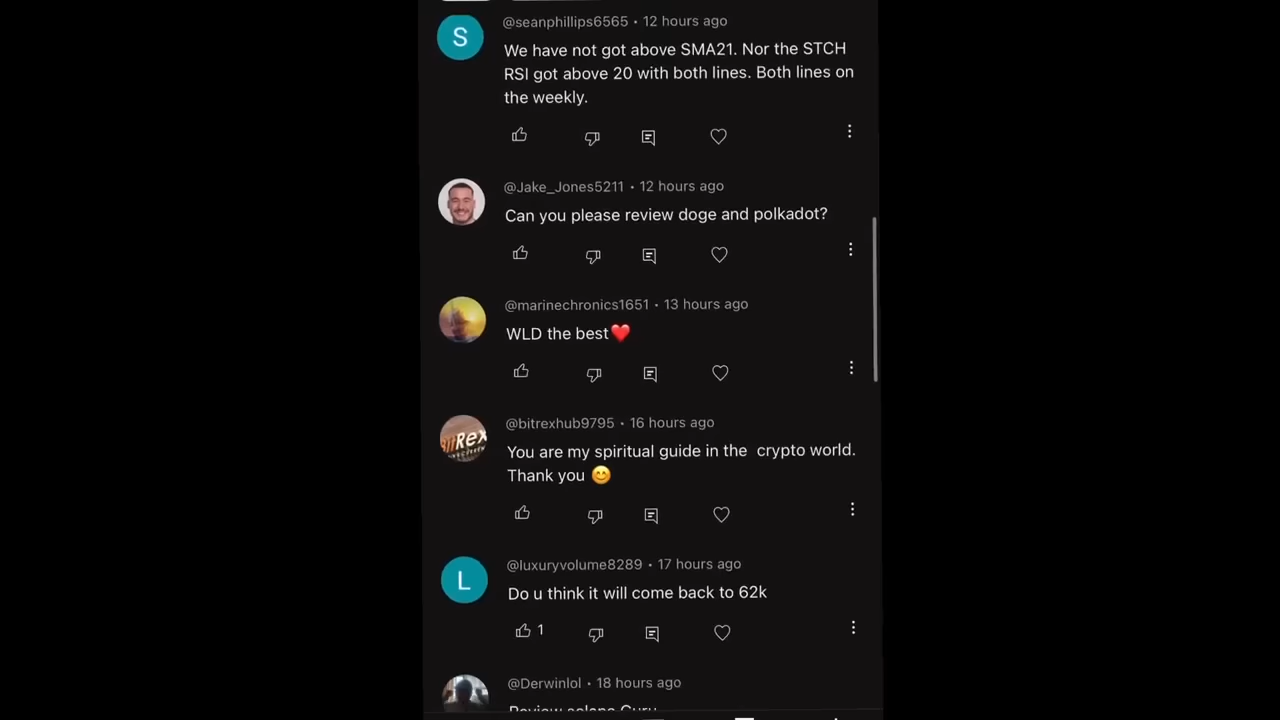 @seanphillips6565 • 12 hours ago
We have not got above SMA21. Nor the STCH
RSI got above 20 with both lines. Both lines on
the weekly.
@Jake_Jones5211 • 12 hours ago
Can you please review doge and polkadot?
@marinechronics1651 • 13 hours ago
WLD the best❤️
@bitrexhub9795 • 16 hours ago
You are my spiritual guide in the crypto world.
Thank you 😊
@luxuryvolume8289 • 17 hours ago
Do u think it will come back to 62k
1
@Derwinlol • 18 hours ago
Review solana Guru